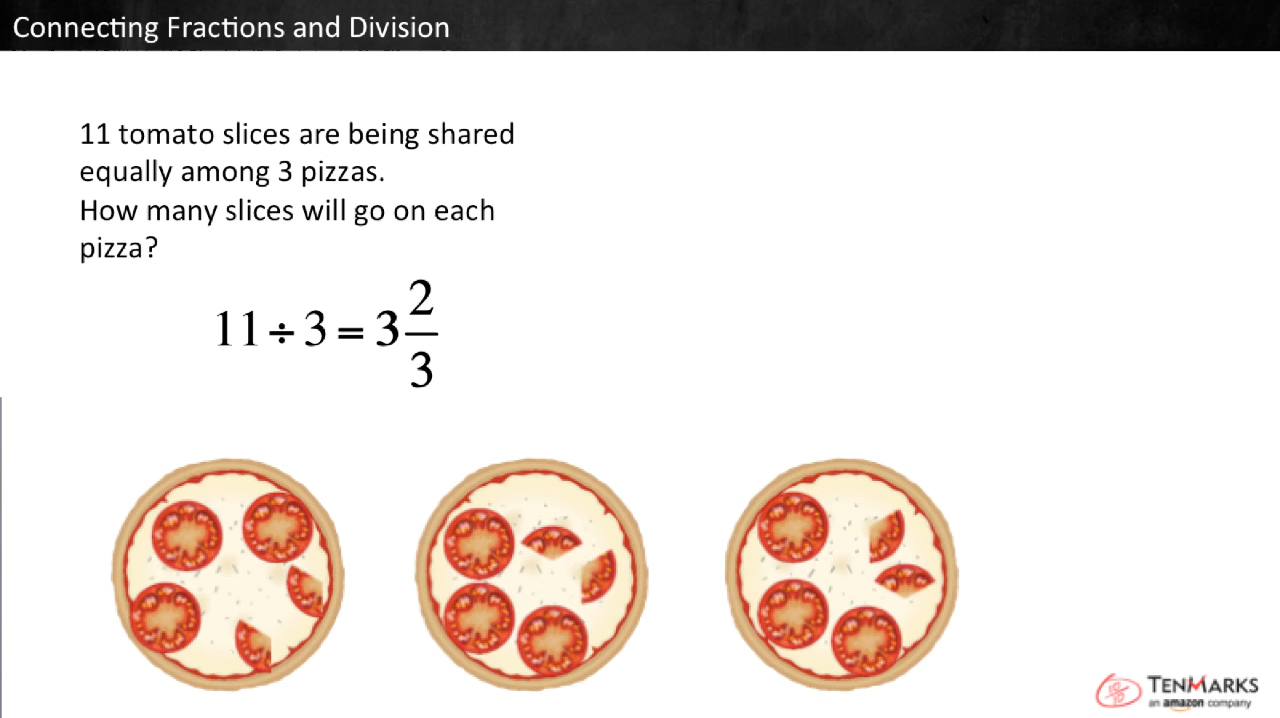 Connecting Fractions and Division
11 tomato slices are being shared
equally among 3 pizzas.
How many slices will go on each
pizza?
11 ÷ 3 = 3 2/3
TENMARKS
an amazon company